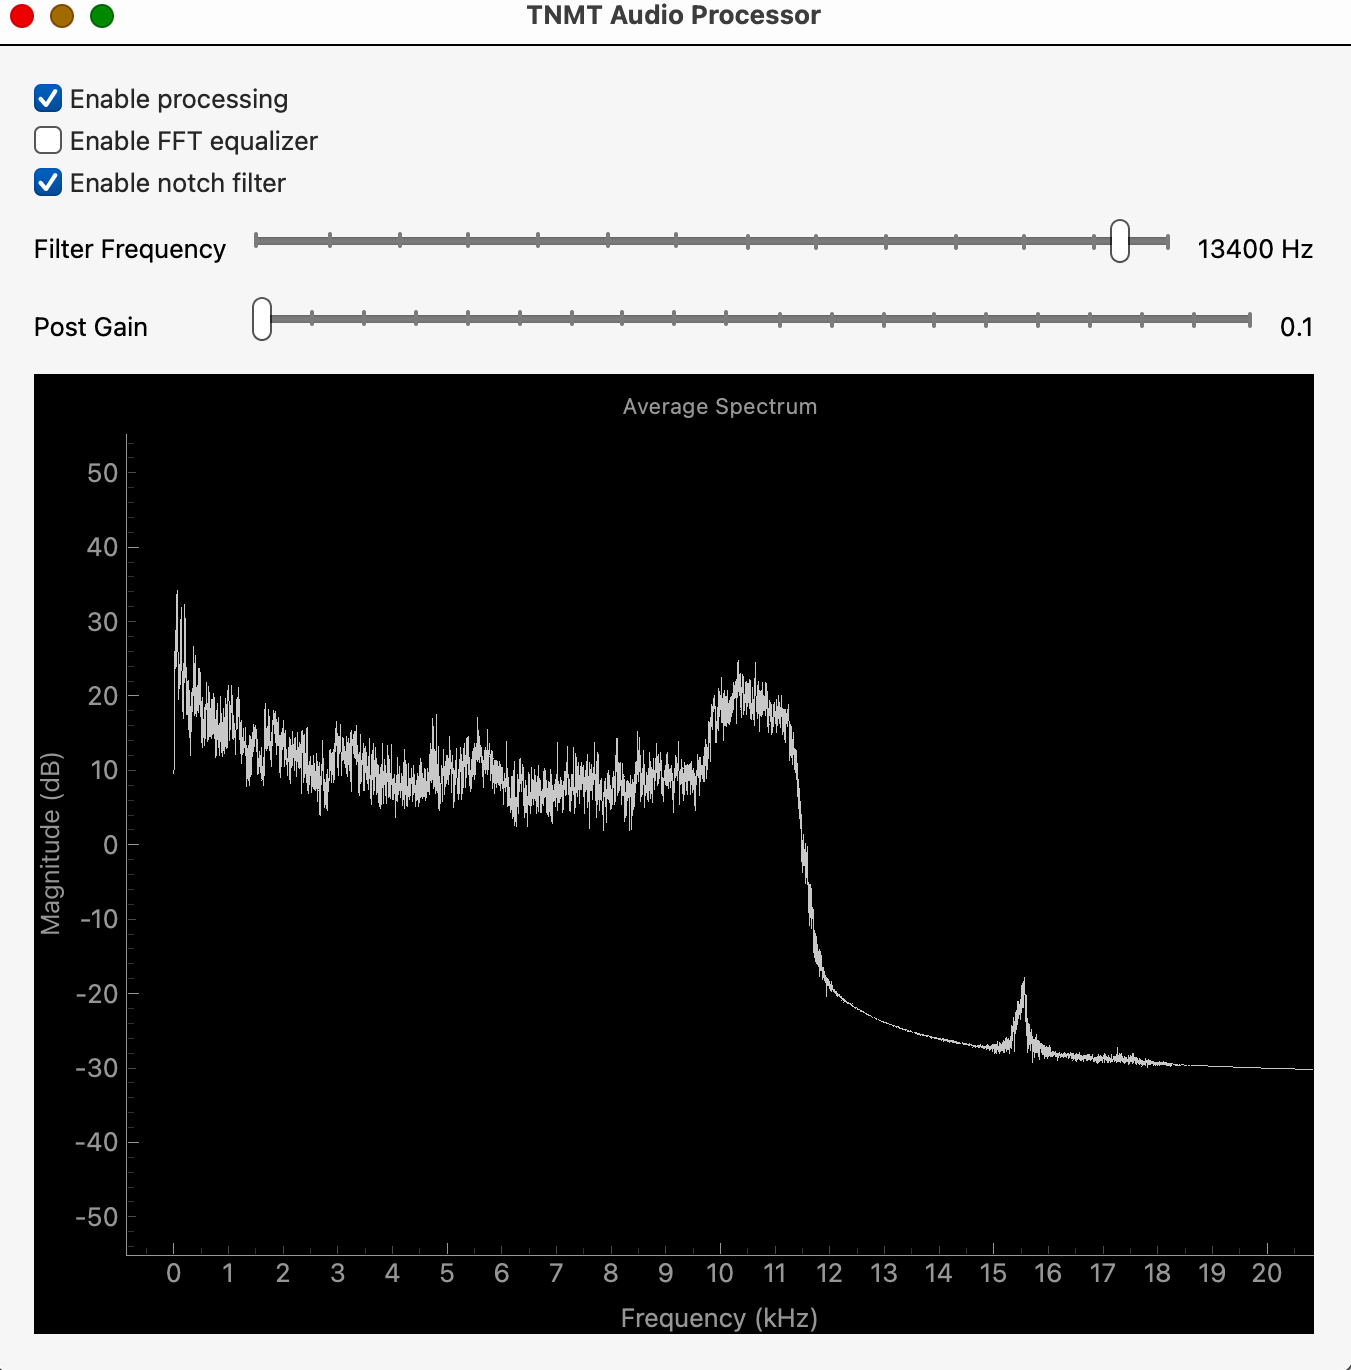 TNMT Audio Processor
Enable processing
Enable FFT equalizer
Enable notch filter
Filter Frequency 13400 Hz
Post Gain 0.1
Average Spectrum
50
40
30
20
10
0
-10
-20
-30
-40
-50
Magnitude (dB)
0 1 2 3 4 5 6 7 8 9 10 11 12 13 14 15 16 17 18 19 20
Frequency (kHz)